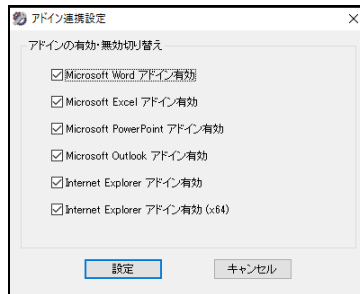 アドイン連携設定
アドインの有効・無効切り替え
Microsoft Word アドイン有効
Microsoft Excel アドイン有効
Microsoft PowerPoint アドイン有効
Microsoft Outlook アドイン有効
Internet Explorer アドイン有効
Internet Explorer アドイン有効 (x64)
設定 キャンセル